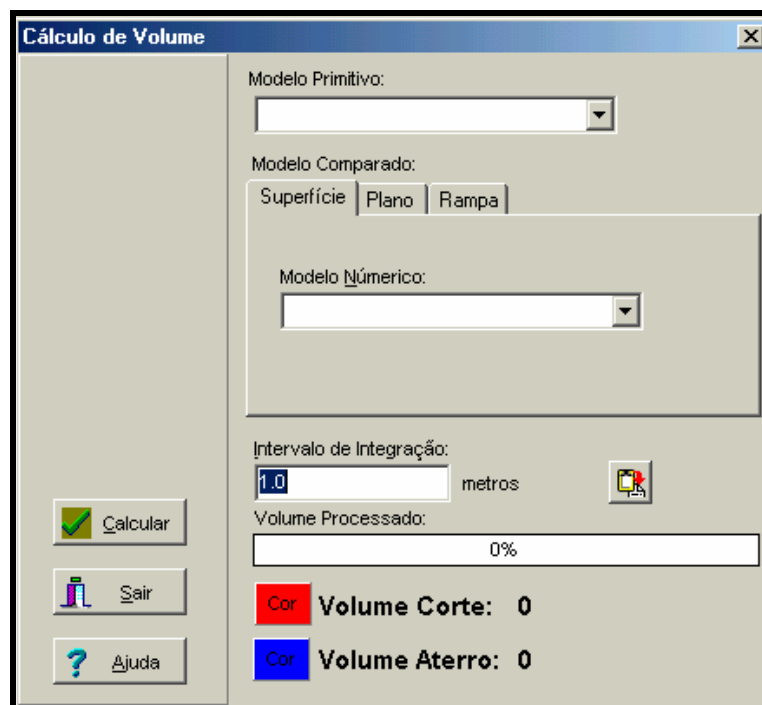 Cálculo de Volume
Modelo Primitivo:
Modelo Comparado:
Superfície Plano Rampa
Modelo Númerico:
Intervalo de Integração:
1.0 metros
Volume Processado:
0%
Calcular
Sair
Ajuda
Cor Volume Corte: 0
Cor Volume Aterro: 0